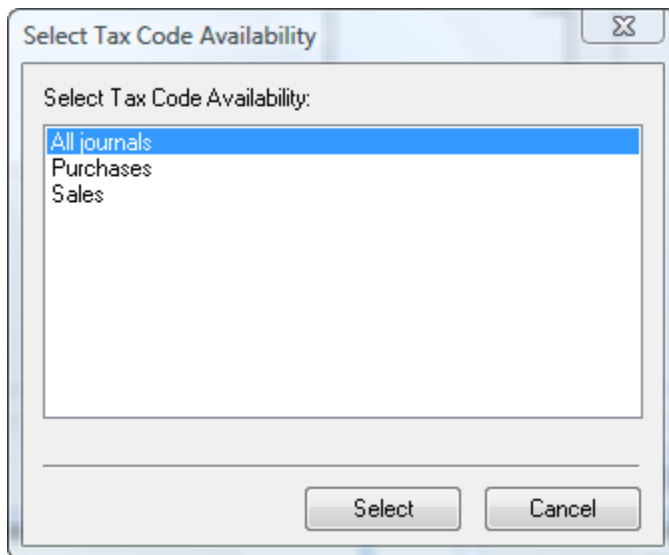 Select Tax Code Availability
Select Tax Code Availability:
All journals
Purchases
Sales
Select
Cancel